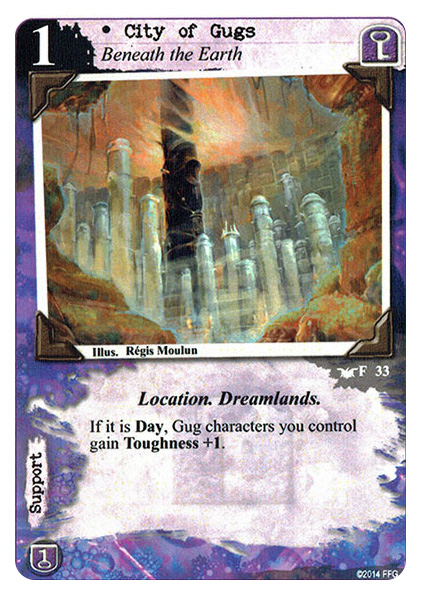 1
• City of Gugs
Beneath the Earth
Illus. Régis Moulun
F 33
Location. Dreamlands.
If it is Day, Gug characters you control
gain Toughness +1.
Support
1
©2014 FFG